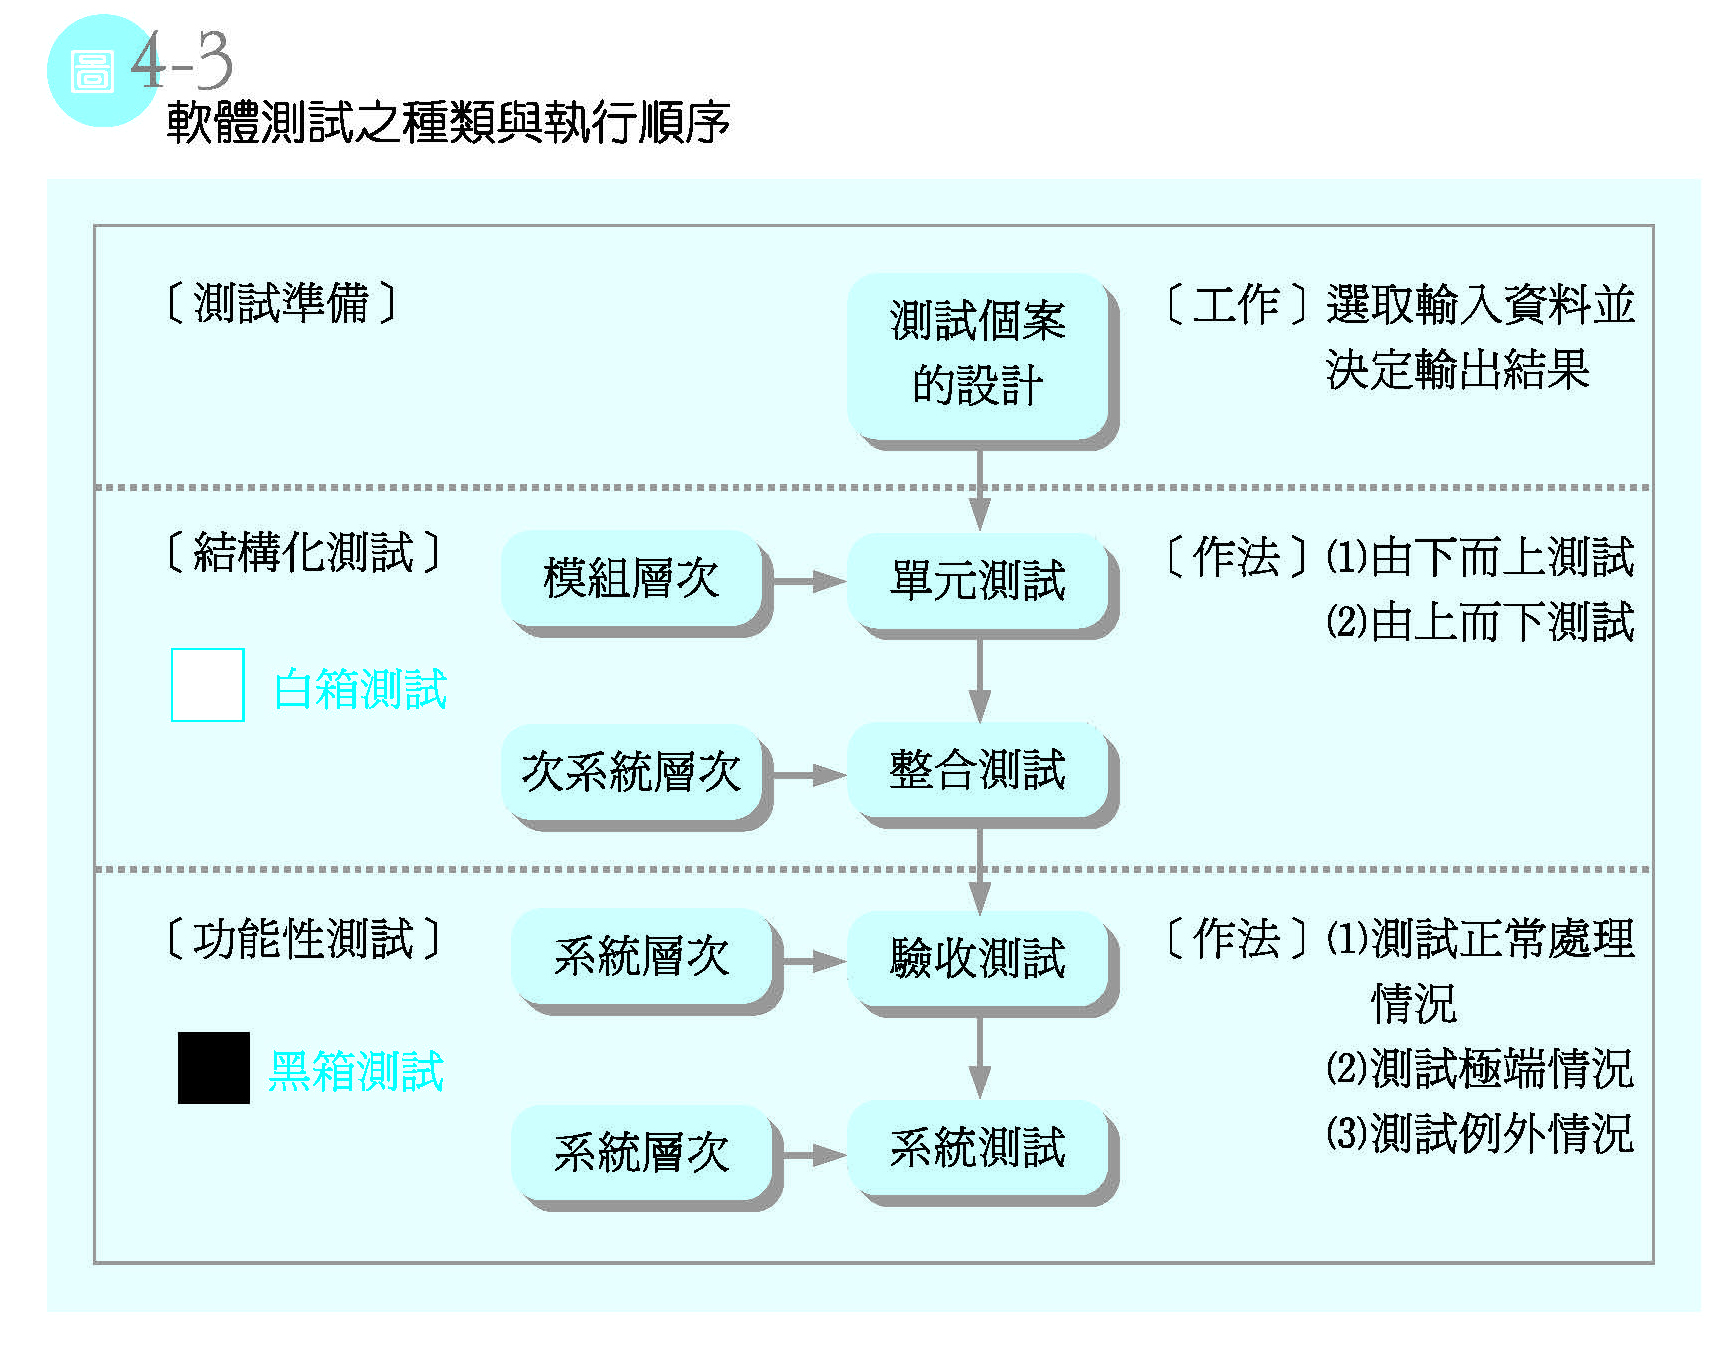 圖4-3
軟體測試之種類與執行順序
〔測試準備〕
測試個案
的設計
〔工作〕選取輸入資料並
決定輸出結果
〔結構化測試〕
模組層次
單元測試
〔作法〕⑴由下而上測試
⑵由上而下測試
白箱測試
次系統層次
整合測試
〔功能性測試〕
系統層次
驗收測試
〔作法〕⑴測試正常處理
情況
⑵測試極端情況
⑶測試例外情況
黑箱測試
系統層次
系統測試